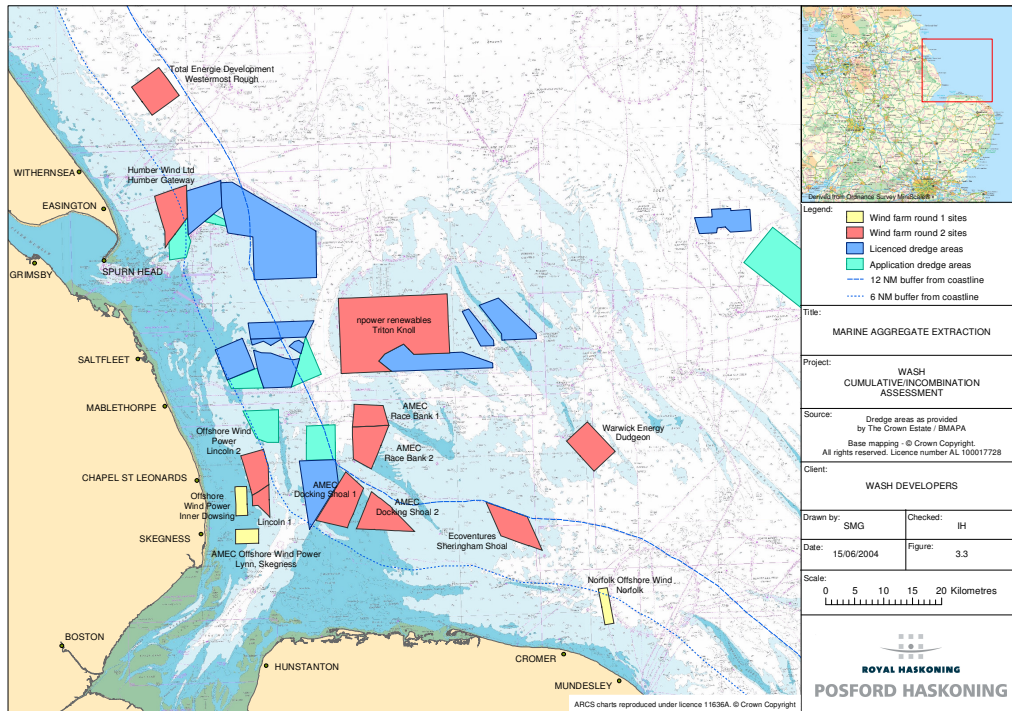 Total Energie Development
Westermost Rough
WITHERNSEA
Humber Wind Ltd
Humber Gateway
EASINGTON
GRIMSBY
SPURN HEAD
npower renewables
Triton Knoll
SALTFLEET
MABLETHORPE
AMEC
Race Bank 1
Offshore Wind
Power
Lincoln 2
AMEC
Race Bank 2
Warwick Energy
Dudgeon
CHAPEL ST LEONARDS
Offshore
Wind Power
Inner Dowsing
Lincoln 1
AMEC
Docking Shoal 1
AMEC
Docking Shoal 2
SKEGNESS
AMEC Offshore Wind Power
Lynn, Skegness
Ecoventures
Sheringham Shoal
Norfolk Offshore Wind
Norfolk
BOSTON
HUNSTANTON
CROMER
MUNDESLEY
ARCS charts reproduced under licence 11636A. © Crown Copyright
Legend:
Wind farm round 1 sites
Wind farm round 2 sites
Licenced dredge areas
Application dredge areas
12 NM buffer from coastline
6 NM buffer from coastline
Title:
MARINE AGGREGATE EXTRACTION
Project:
WASH
CUMULATIVE/INCOMBINATION
ASSESSMENT
Source:
Dredge areas as provided
by The Crown Estate / BMAPA
Base mapping - © Crown Copyright.
All rights reserved. Licence number AL 100017728
Client:
WASH DEVELOPERS
Drawn by: SMG
Checked: IH
Date: 15/06/2004
Figure: 3.3
Scale:
0 5 10 15 20 Kilometres
ROYAL HASKONING
POSFORD HASKONING